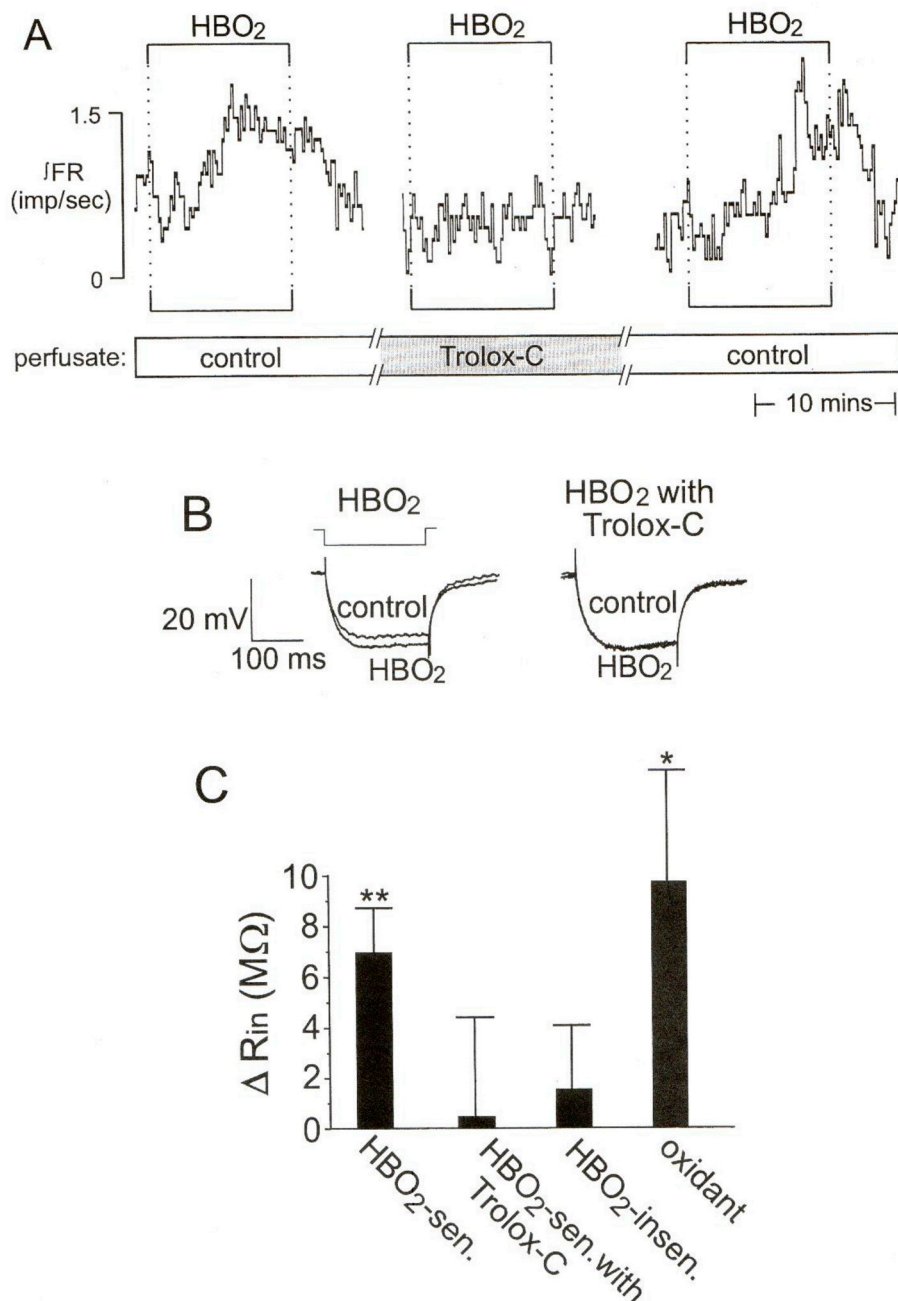 A
HBO2 HBO2 HBO2
1.5
∫FR
(imp/sec)
0
perfusate: control Trolox-C control
10 mins
B
HBO2
HBO2 with
Trolox-C
control
control
20 mV
100 ms
HBO2
HBO2
C
*
**
10
8
6
4
2
0
Δ Rin (MΩ)
HBO2-sen.
HBO2-sen. with
Trolox-C
HBO2-insen.
oxidant